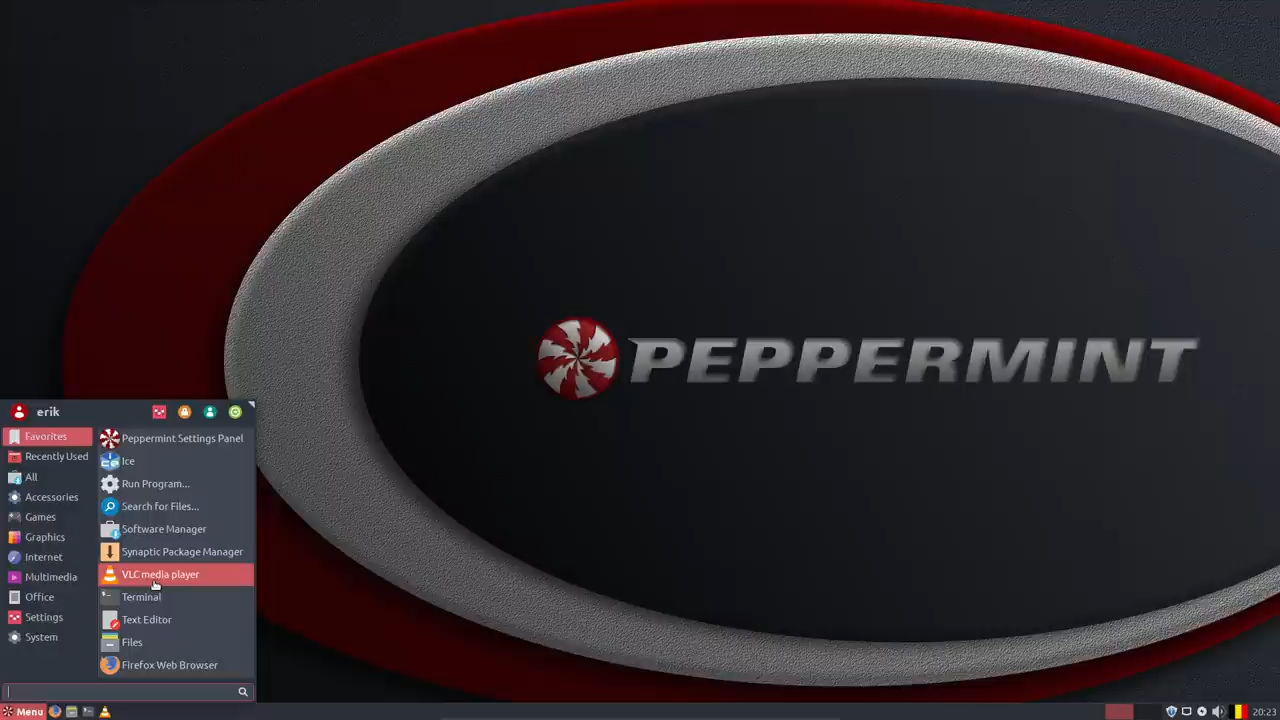 PEPPERMINT
erik
Favorites
Recently Used
All
Accessories
Games
Graphics
Internet
Multimedia
Office
Settings
System
Peppermint Settings Panel
Ice
Run Program...
Search for Files...
Software Manager
Synaptic Package Manager
VLC media player
Terminal
Text Editor
Files
Firefox Web Browser
Menu
20:23